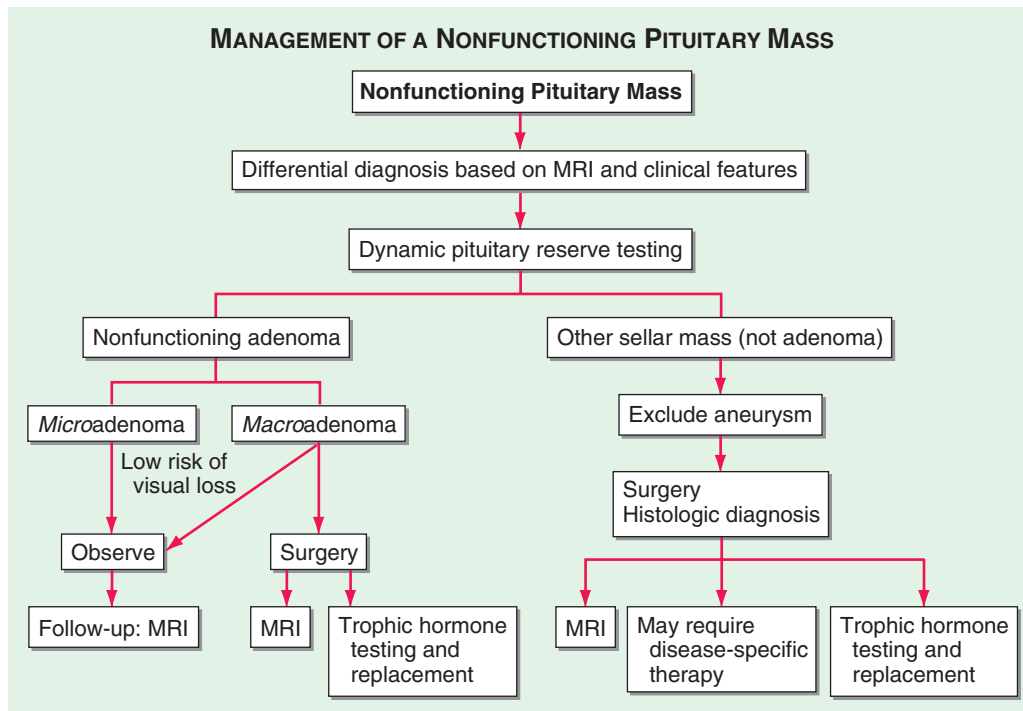 MANAGEMENT OF A NONFUNCTIONING PITUITARY MASS
Nonfunctioning Pituitary Mass
Differential diagnosis based on MRI and clinical features
Dynamic pituitary reserve testing
Nonfunctioning adenoma
Other sellar mass (not adenoma)
Microadenoma
Macroadenoma
Exclude aneurysm
Low risk of
visual loss
Surgery
Histologic diagnosis
Observe
Surgery
Follow-up: MRI
MRI
Trophic hormone
testing and
replacement
MRI
May require
disease-specific
therapy
Trophic hormone
testing and
replacement